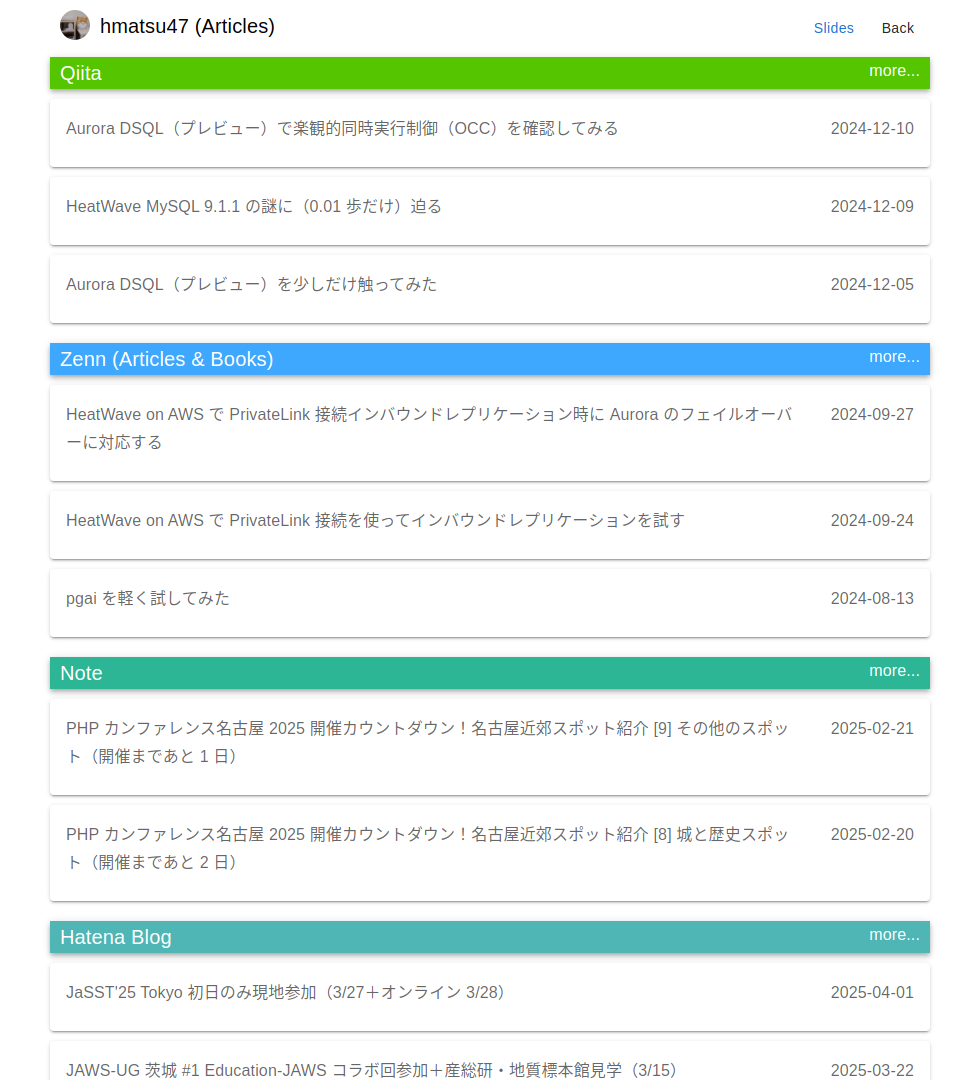 hmatsu47 (Articles)
Slides
Back
Qiita
more...
Aurora DSQL（プレビュー）で楽観的同時実行制御（OCC）を確認してみる
2024-12-10
HeatWave MySQL 9.1.1 の謎に（0.01 歩だけ）迫る
2024-12-09
Aurora DSQL（プレビュー）を少しだけ触ってみた
2024-12-05
Zenn (Articles & Books)
more...
HeatWave on AWS で PrivateLink 接続インバウンドレプリケーション時に Aurora のフェイルオーバ
2024-09-27
ーに対応する
HeatWave on AWS で PrivateLink 接続を使ってインバウンドレプリケーションを試す
2024-09-24
pgai を軽く試してみた
2024-08-13
Note
more...
PHP カンファレンス名古屋 2025 開催カウントダウン！名古屋近郊スポット紹介 [9] その他のスポッ
2025-02-21
ト（開催まであと 1 日）
PHP カンファレンス名古屋 2025 開催カウントダウン！名古屋近郊スポット紹介 [8] 城と歴史スポッ
2025-02-20
ト（開催まであと 2 日）
Hatena Blog
more...
JaSST'25 Tokyo 初日のみ現地参加（3/27＋オンライン 3/28）
2025-04-01
JAWS-UG 茨城 #1 Education-JAWS コラボ回参加＋産総研・地質標本館見学（3/15）
2025-03-22